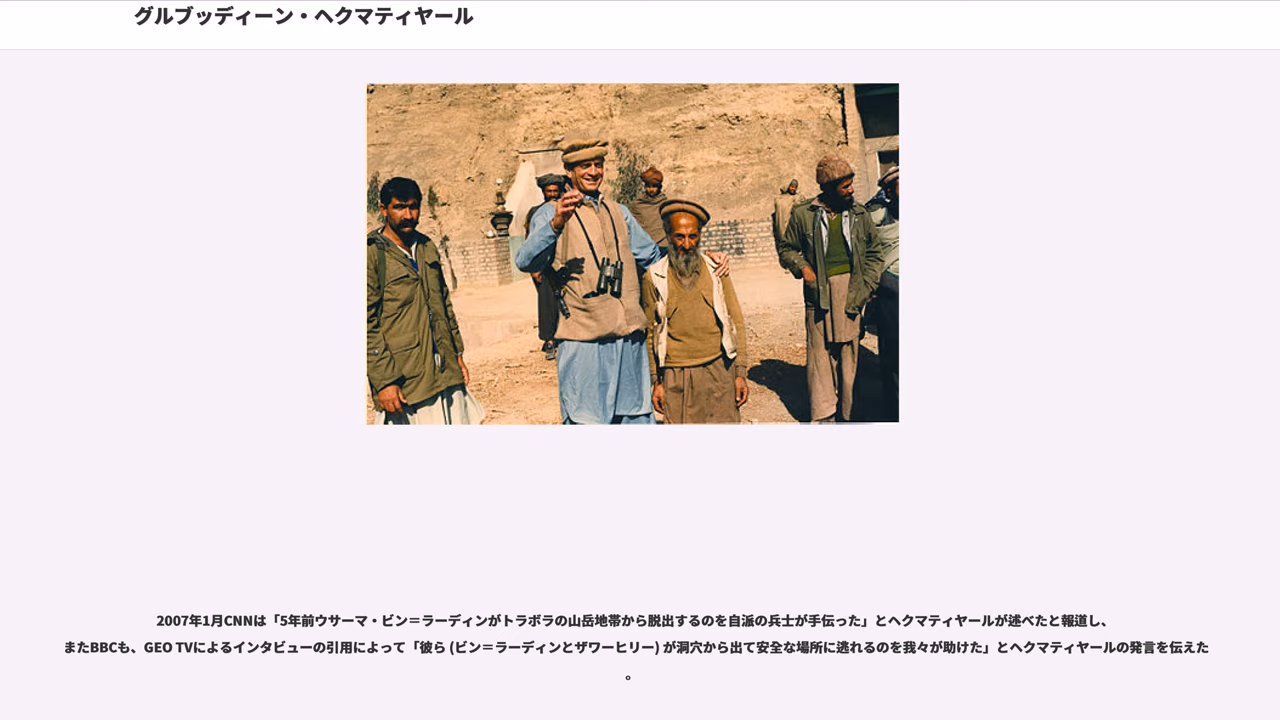 グルブッディーン・ヘクマティヤール
2007年1月CNNは「5年前ウサーマ・ビン＝ラーディンがトラボラの山岳地帯から脱出するのを自派の兵士が手伝った」とヘクマティヤールが述べたと報道し、
またBBCも、GEO TVによるインタビューの引用によって「彼ら (ビン＝ラーディンとザワーヒリー) が洞穴から出て安全な場所に逃れるのを我々が助けた」とヘクマティヤールの発言を伝えた
。